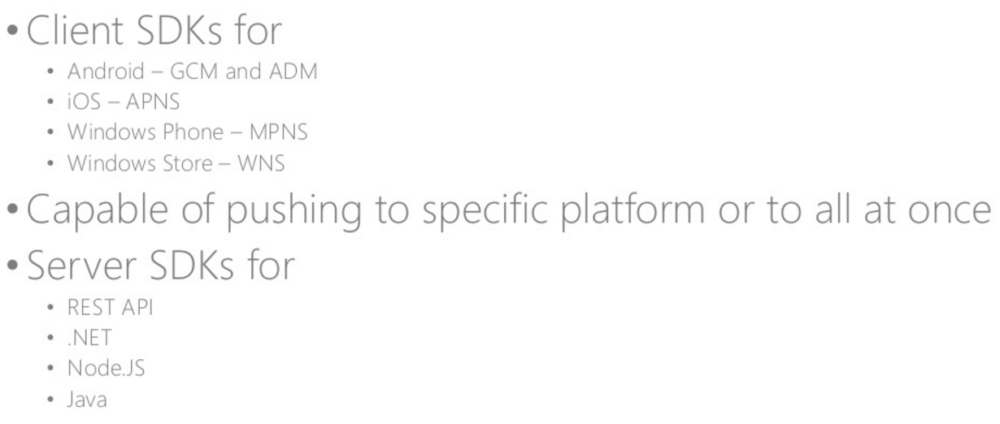 • Client SDKs for
• Android – GCM and ADM
• iOS – APNS
• Windows Phone – MPNS
• Windows Store – WNS
• Capable of pushing to specific platform or to all at once
• Server SDKs for
• REST API
• .NET
• Node.JS
• Java